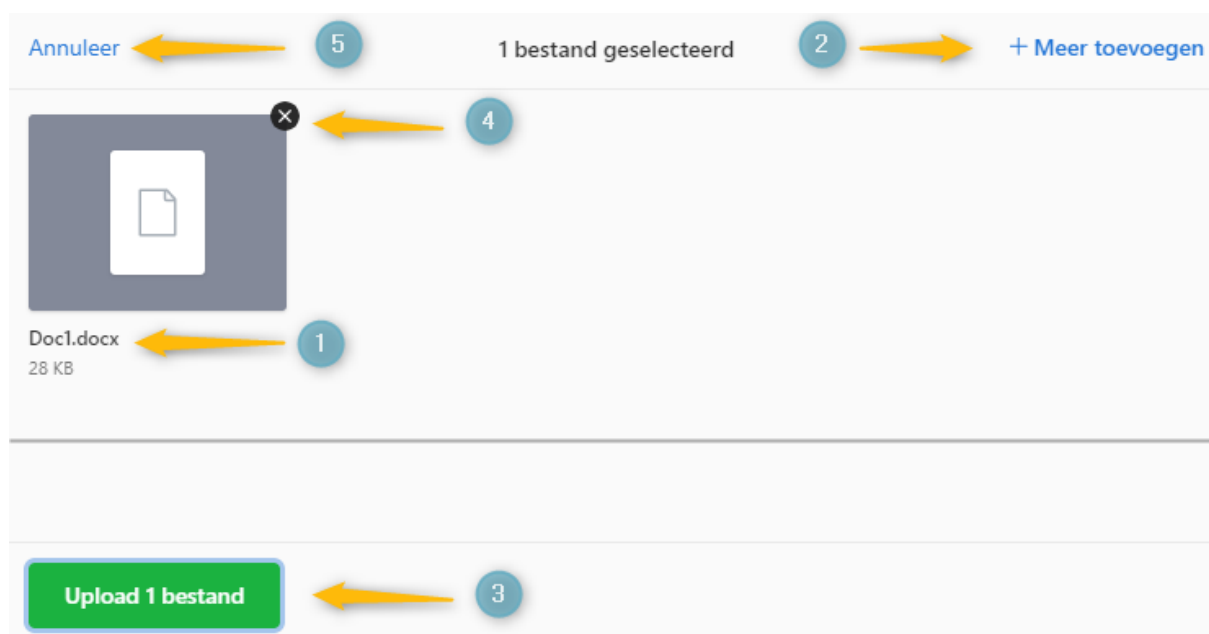 Annuleer 5 1 bestand geselecteerd 2 + Meer toevoegen
4
Doc1.docx 1
28 KB
Upload 1 bestand 3